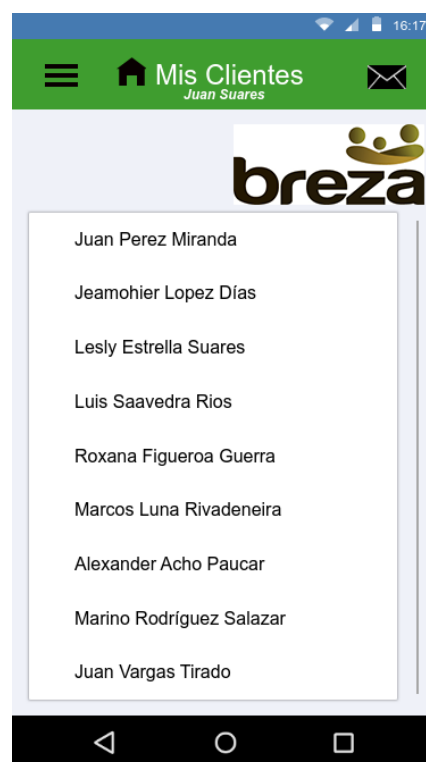 16:17
Mis Clientes
Juan Suares
breza
Juan Perez Miranda
Jeamohier Lopez Días
Lesly Estrella Suares
Luis Saavedra Rios
Roxana Figueroa Guerra
Marcos Luna Rivadeneira
Alexander Acho Paucar
Marino Rodríguez Salazar
Juan Vargas Tirado